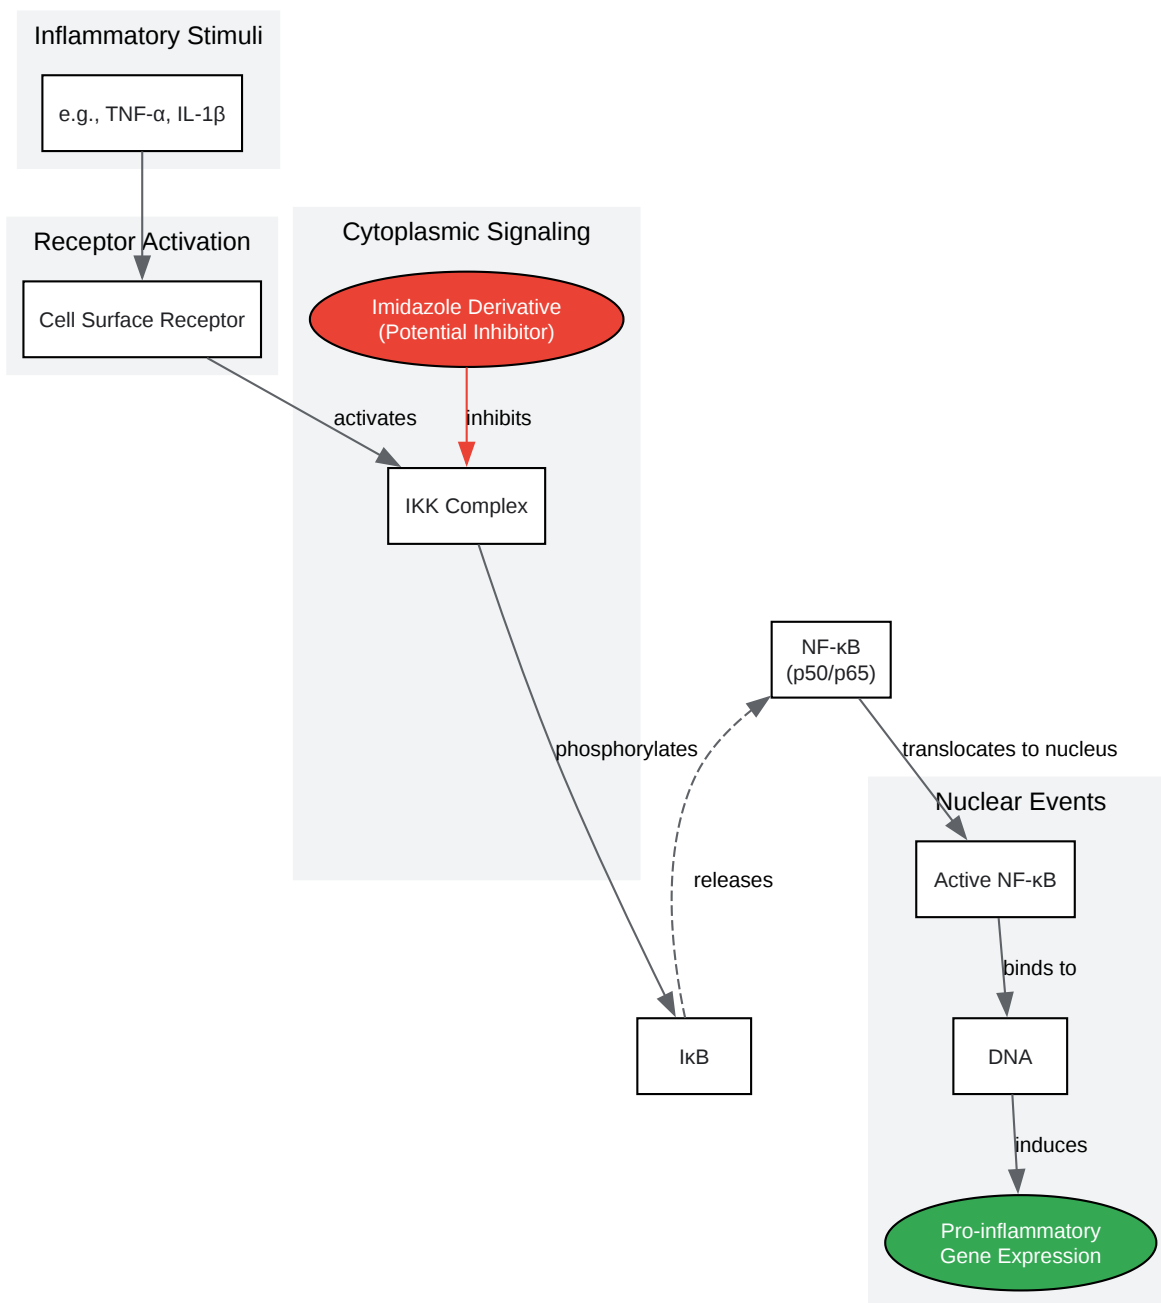 Inflammatory Stimuli
e.g., TNF-α, IL-1β
Receptor Activation
Cell Surface Receptor
Cytoplasmic Signaling
Imidazole Derivative
(Potential Inhibitor)
activates
inhibits
IKK Complex
NF-κB
(p50/p65)
phosphorylates
translocates to nucleus
Nuclear Events
releases
Active NF-κB
binds to
IκB
DNA
induces
Pro-inflammatory
Gene Expression